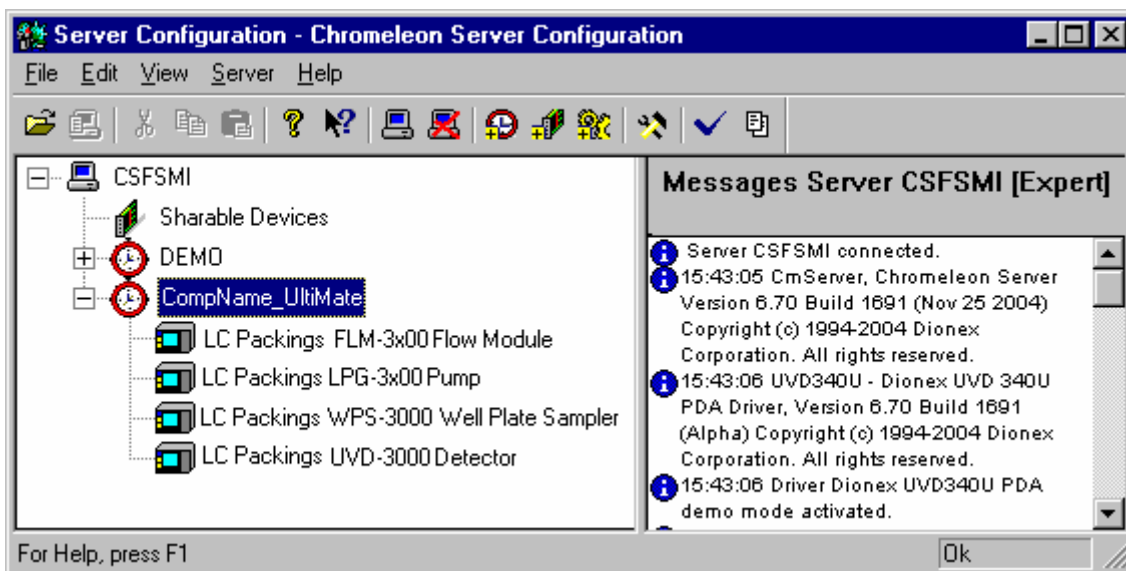 Server Configuration - Chromeleon Server Configuration
File Edit View Server Help
CSFSMI
Sharable Devices
DEMO
CompName_UltiMate
LC Packings FLM-3x00 Flow Module
LC Packings LPG-3x00 Pump
LC Packings WPS-3000 Well Plate Sampler
LC Packings UVD-3000 Detector
Messages Server CSFSMI [Expert]
Server CSFSMI connected.
15:43:05 CmServer, Chromeleon Server
Version 6.70 Build 1691 (Nov 25 2004)
Copyright (c) 1994-2004 Dionex
Corporation. All rights reserved.
15:43:06 UVD340U - Dionex UVD 340U
PDA Driver, Version 6.70 Build 1691
(Alpha) Copyright (c) 1994-2004 Dionex
Corporation. All rights reserved.
15:43:06 Driver Dionex UVD340U PDA
demo mode activated.
For Help, press F1
Ok